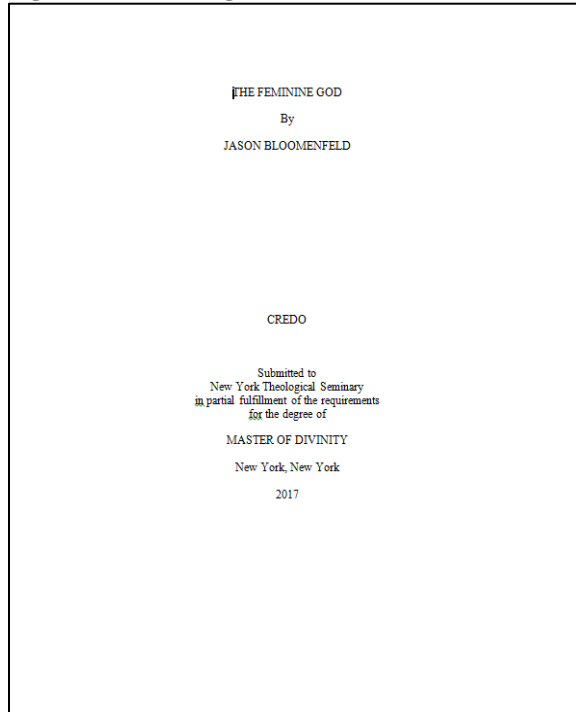 THE FEMININE GOD
By
JASON BLOOMENFELD
CREDO
Submitted to
New York Theological Seminary
in partial fulfillment of the requirements
for the degree of
MASTER OF DIVINITY
New York, New York
2017